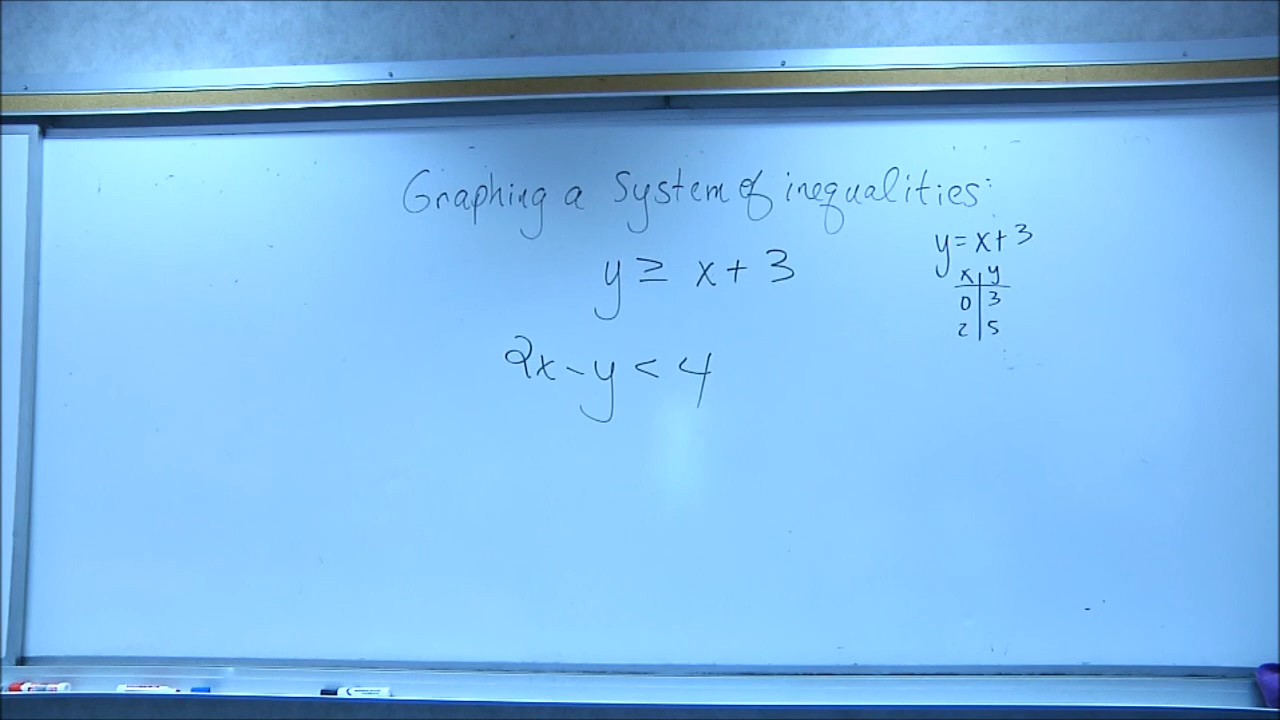 Graphing a System of inequalities:
y ≥ x + 3
2x - y < 4
y = x + 3
x | y
0 | 3
2 | 5